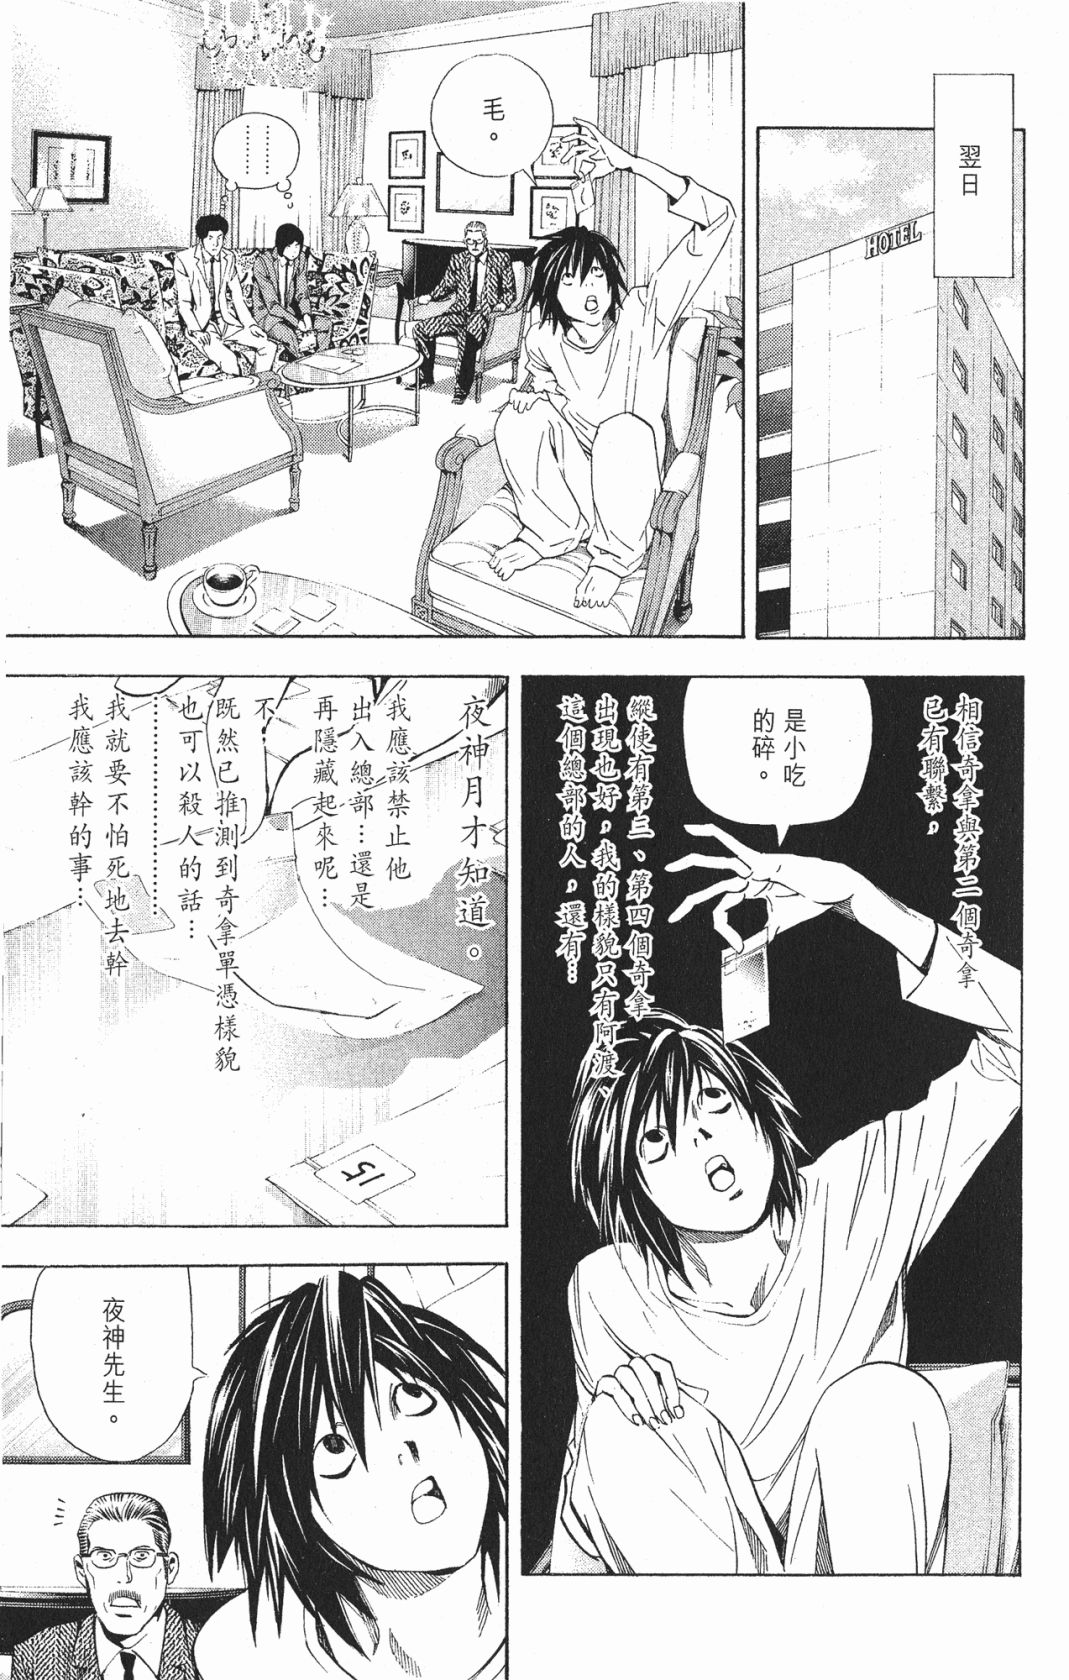 翌日
HOTEL
毛。
………
………
相信奇拿與第二個奇拿
已有聯繫，
是小吃
的碎。
縱使有第三、第四個奇拿
出現也好，我的樣貌只有阿渡、
這個總部的人，還有…
夜神月才知道。
我應該禁止他
出入總部…還是
再隱藏起來呢…
不，
既然已推測到奇拿單憑樣貌
也可以殺人的話…
………………
我就要不怕死地去幹
我應該幹的事…
15
夜神先生。